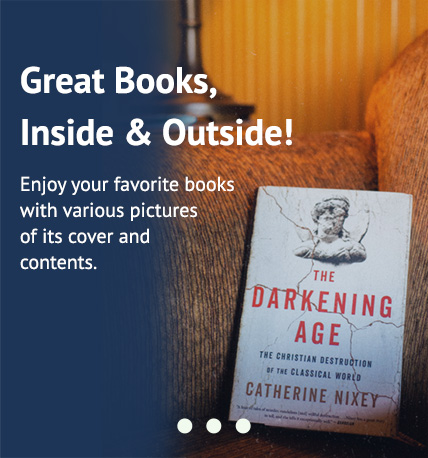 Great Books,
Inside & Outside!
Enjoy your favorite books
with various pictures
of its cover and
contents.
THE
DARKENING
AGE
THE CHRISTIAN DESTRUCTION
OF THE CLASSICAL WORLD
CATHERINE NIXEY